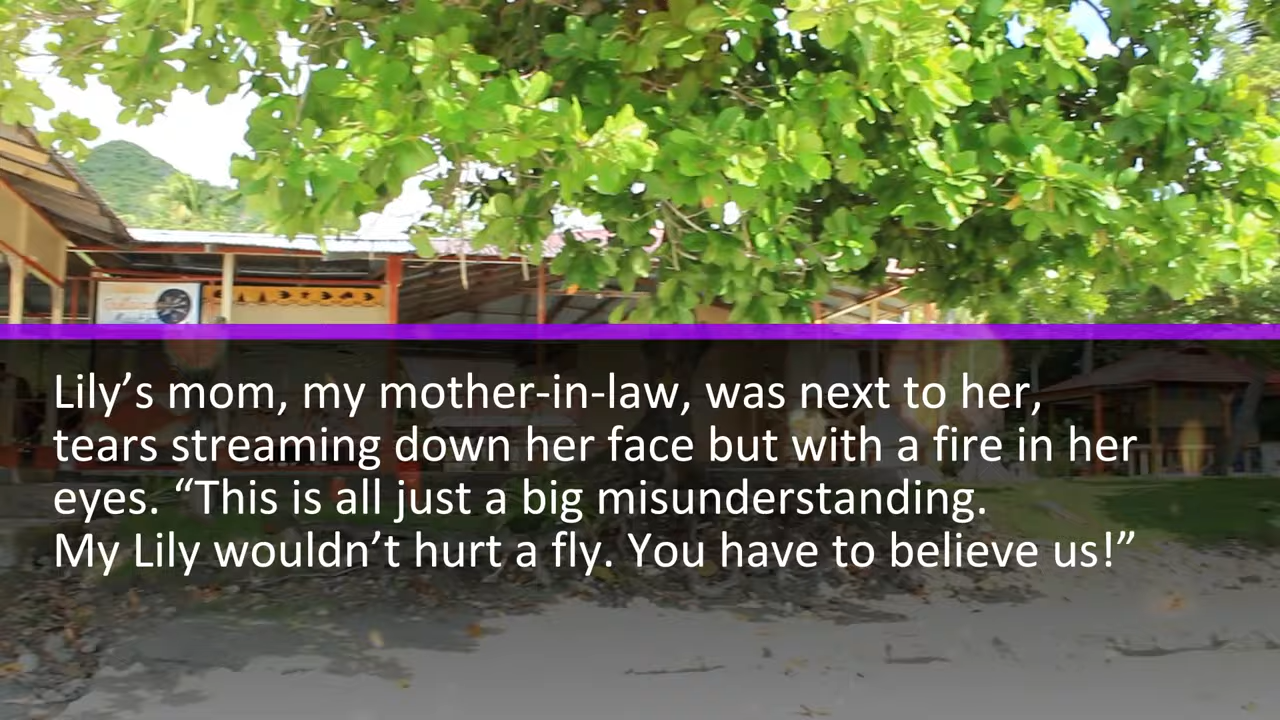 Lily’s mom, my mother-in-law, was next to her,
tears streaming down her face but with a fire in her
eyes. “This is all just a big misunderstanding.
My Lily wouldn’t hurt a fly. You have to believe us!”